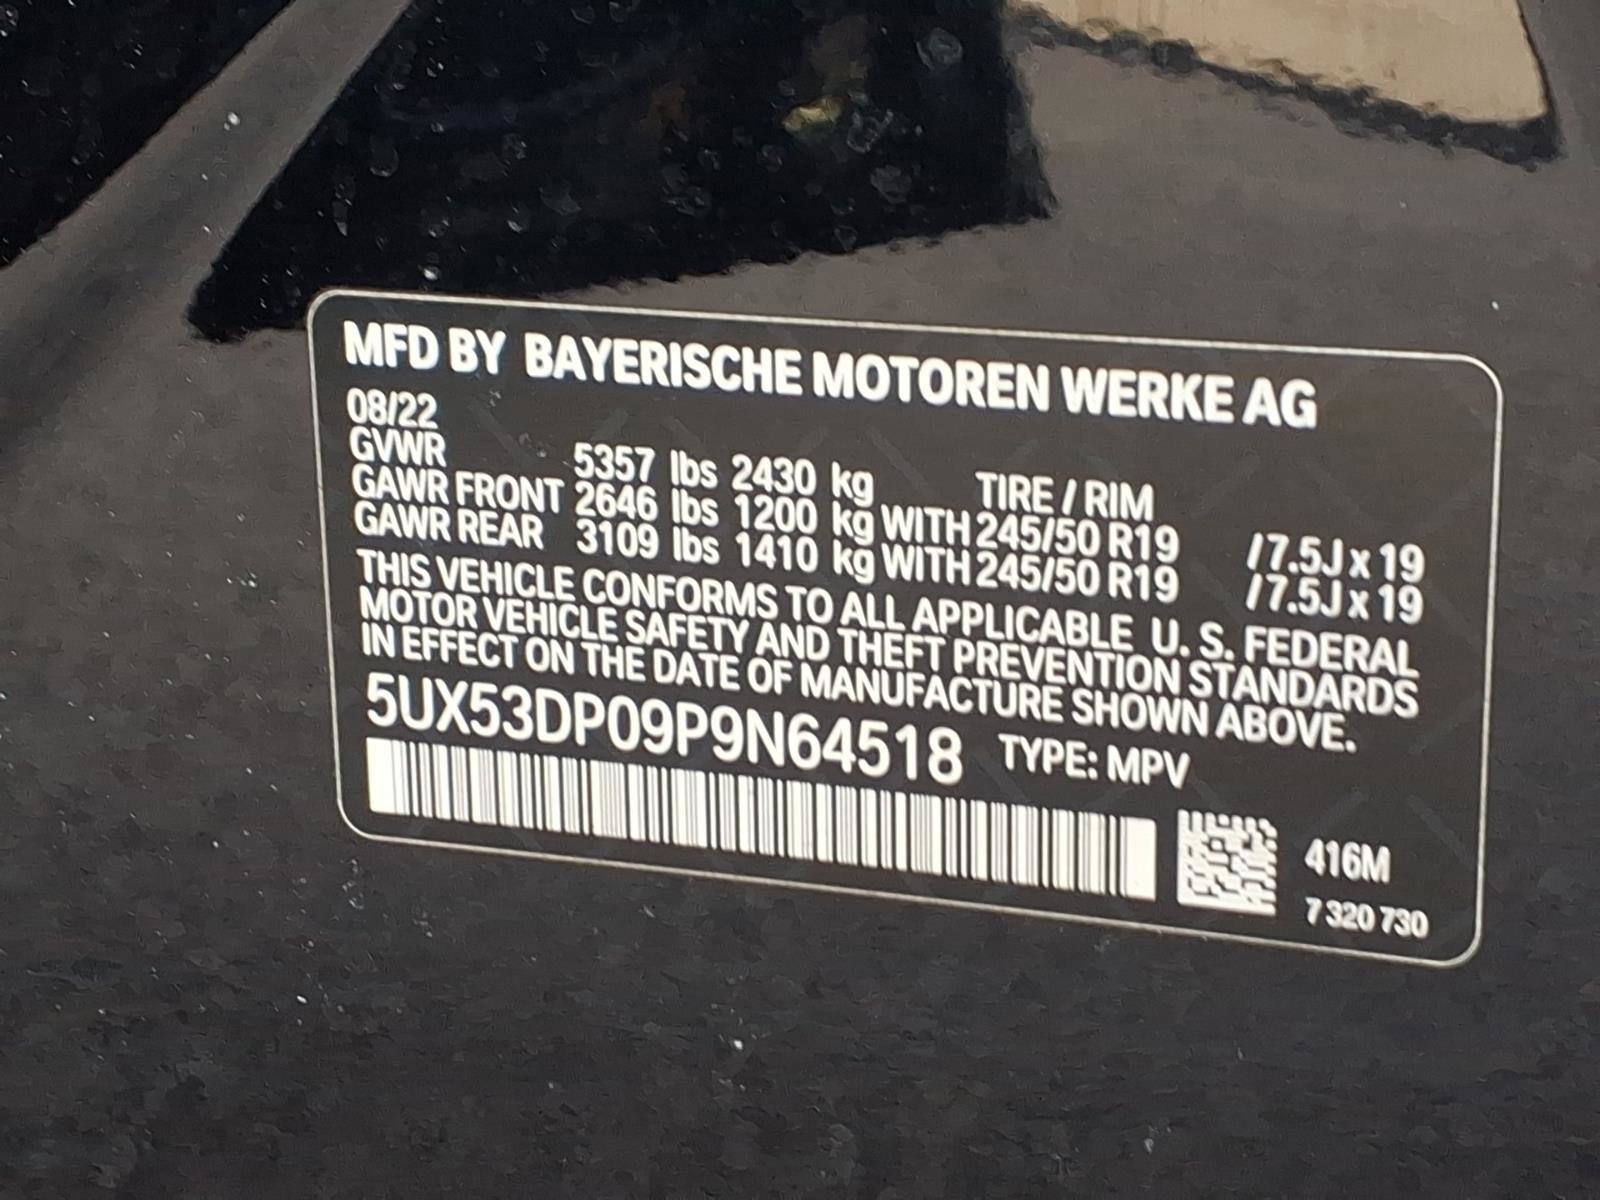 MFD BY BAYERISCHE MOTOREN WERKE AG
08/22
GVWR 5357 lbs 2430 kg TIRE / RIM
GAWR FRONT 2646 lbs 1200 kg WITH 245/50 R19 /7.5J x 19
GAWR REAR 3109 lbs 1410 kg WITH 245/50 R19 /7.5J x 19
THIS VEHICLE CONFORMS TO ALL APPLICABLE U. S. FEDERAL
MOTOR VEHICLE SAFETY AND THEFT PREVENTION STANDARDS
IN EFFECT ON THE DATE OF MANUFACTURE SHOWN ABOVE.
5UX53DP09P9N64518 TYPE: MPV
416M
7 320 730